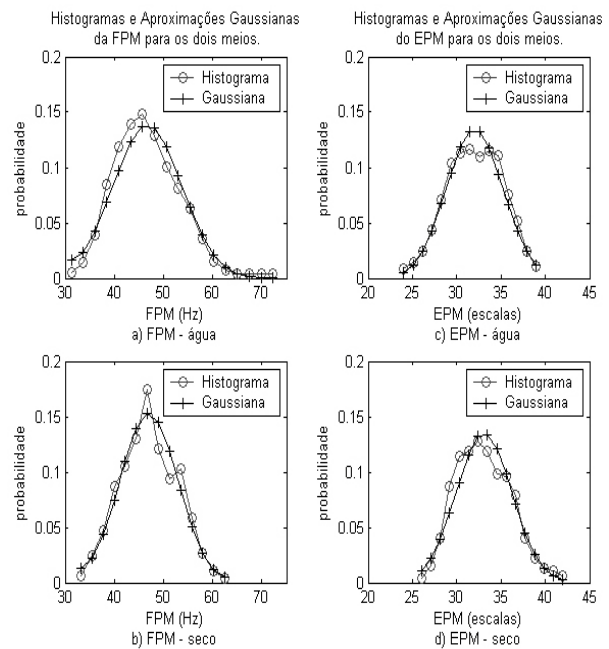 Histogramas e Aproximações Gaussianas
da FPM para os dois meios.
0.2
0.15
0.1
0.05
0
probabilidade
Histograma
Gaussiana
30 40 50 60 70
FPM (Hz)
a) FPM - água
Histogramas e Aproximações Gaussianas
do EPM para os dois meios.
0.2
0.15
0.1
0.05
0
probabilidade
Histograma
Gaussiana
20 25 30 35 40 45
EPM (escalas)
c) EPM - água
0.2
0.15
0.1
0.05
0
probabilidade
Histograma
Gaussiana
30 40 50 60 70
FPM (Hz)
b) FPM - seco
0.2
0.15
0.1
0.05
0
probabilidade
Histograma
Gaussiana
20 25 30 35 40 45
EPM (escalas)
d) EPM - seco